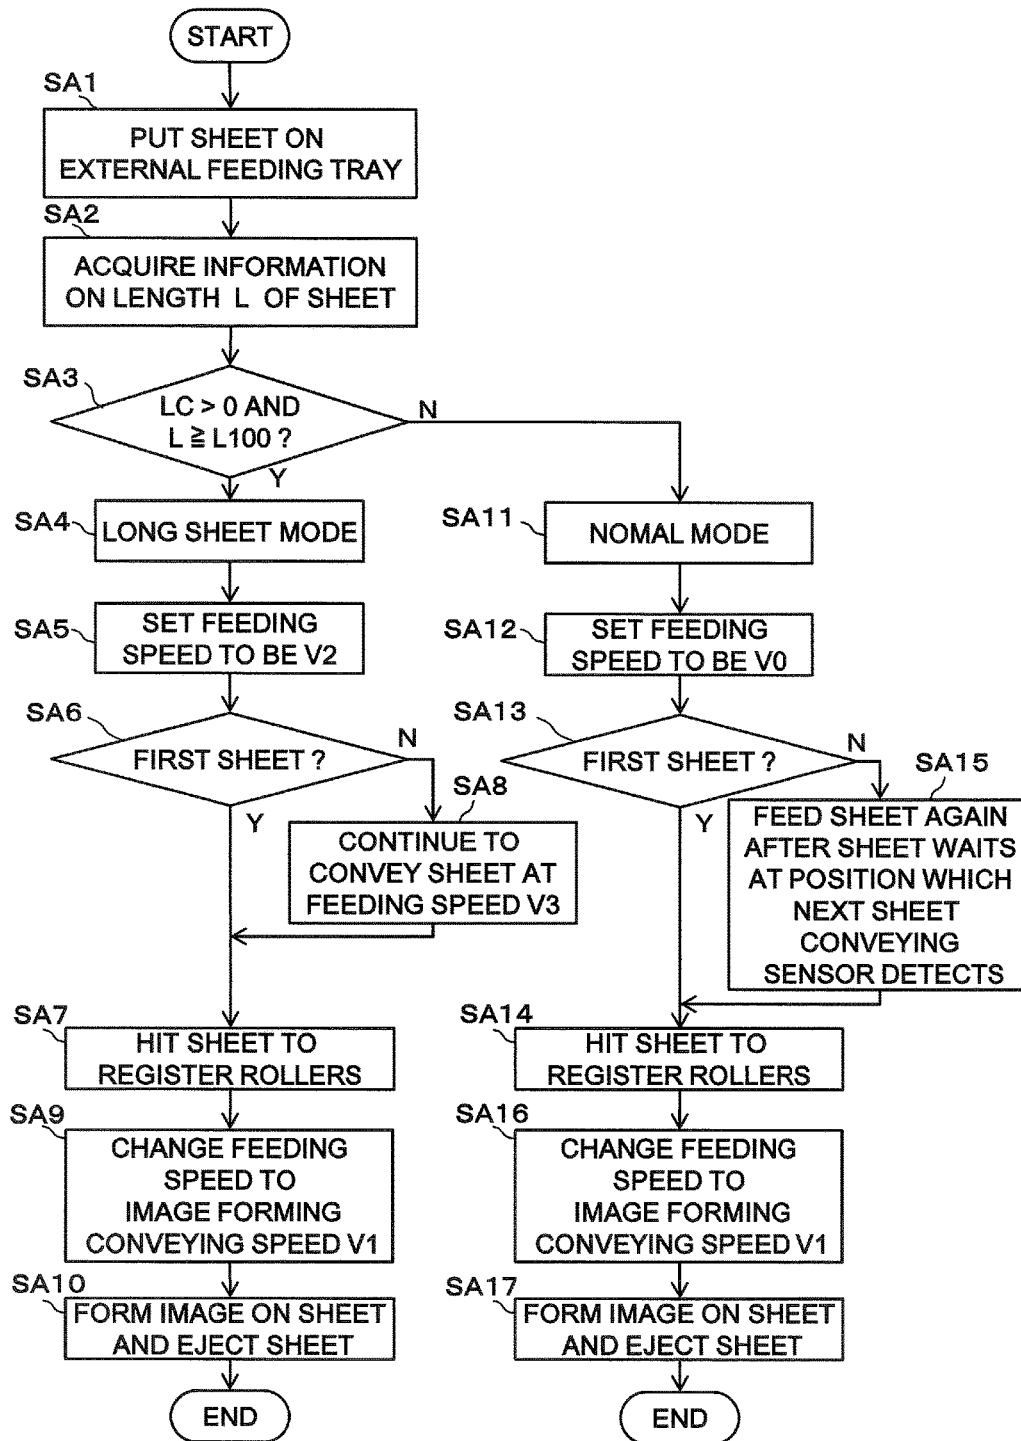 START
SA1
PUT SHEET ON
EXTERNAL FEEDING TRAY
SA2
ACQUIRE INFORMATION
ON LENGTH L OF SHEET
SA3
LC > 0 AND
L ≧ L100 ?
N
Y
SA4
LONG SHEET MODE
SA11
NOMAL MODE
SA5
SET FEEDING
SPEED TO BE V2
SA12
SET FEEDING
SPEED TO BE V0
SA6
FIRST SHEET ?
N
Y
SA8
CONTINUE TO
CONVEY SHEET AT
FEEDING SPEED V3
SA13
FIRST SHEET ?
N
Y
SA15
FEED SHEET AGAIN
AFTER SHEET WAITS
AT POSITION WHICH
NEXT SHEET
CONVEYING
SENSOR DETECTS
SA7
HIT SHEET TO
REGISTER ROLLERS
SA14
HIT SHEET TO
REGISTER ROLLERS
SA9
CHANGE FEEDING
SPEED TO
IMAGE FORMING
CONVEYING SPEED V1
SA16
CHANGE FEEDING
SPEED TO
IMAGE FORMING
CONVEYING SPEED V1
SA10
FORM IMAGE ON SHEET
AND EJECT SHEET
SA17
FORM IMAGE ON SHEET
AND EJECT SHEET
END
END